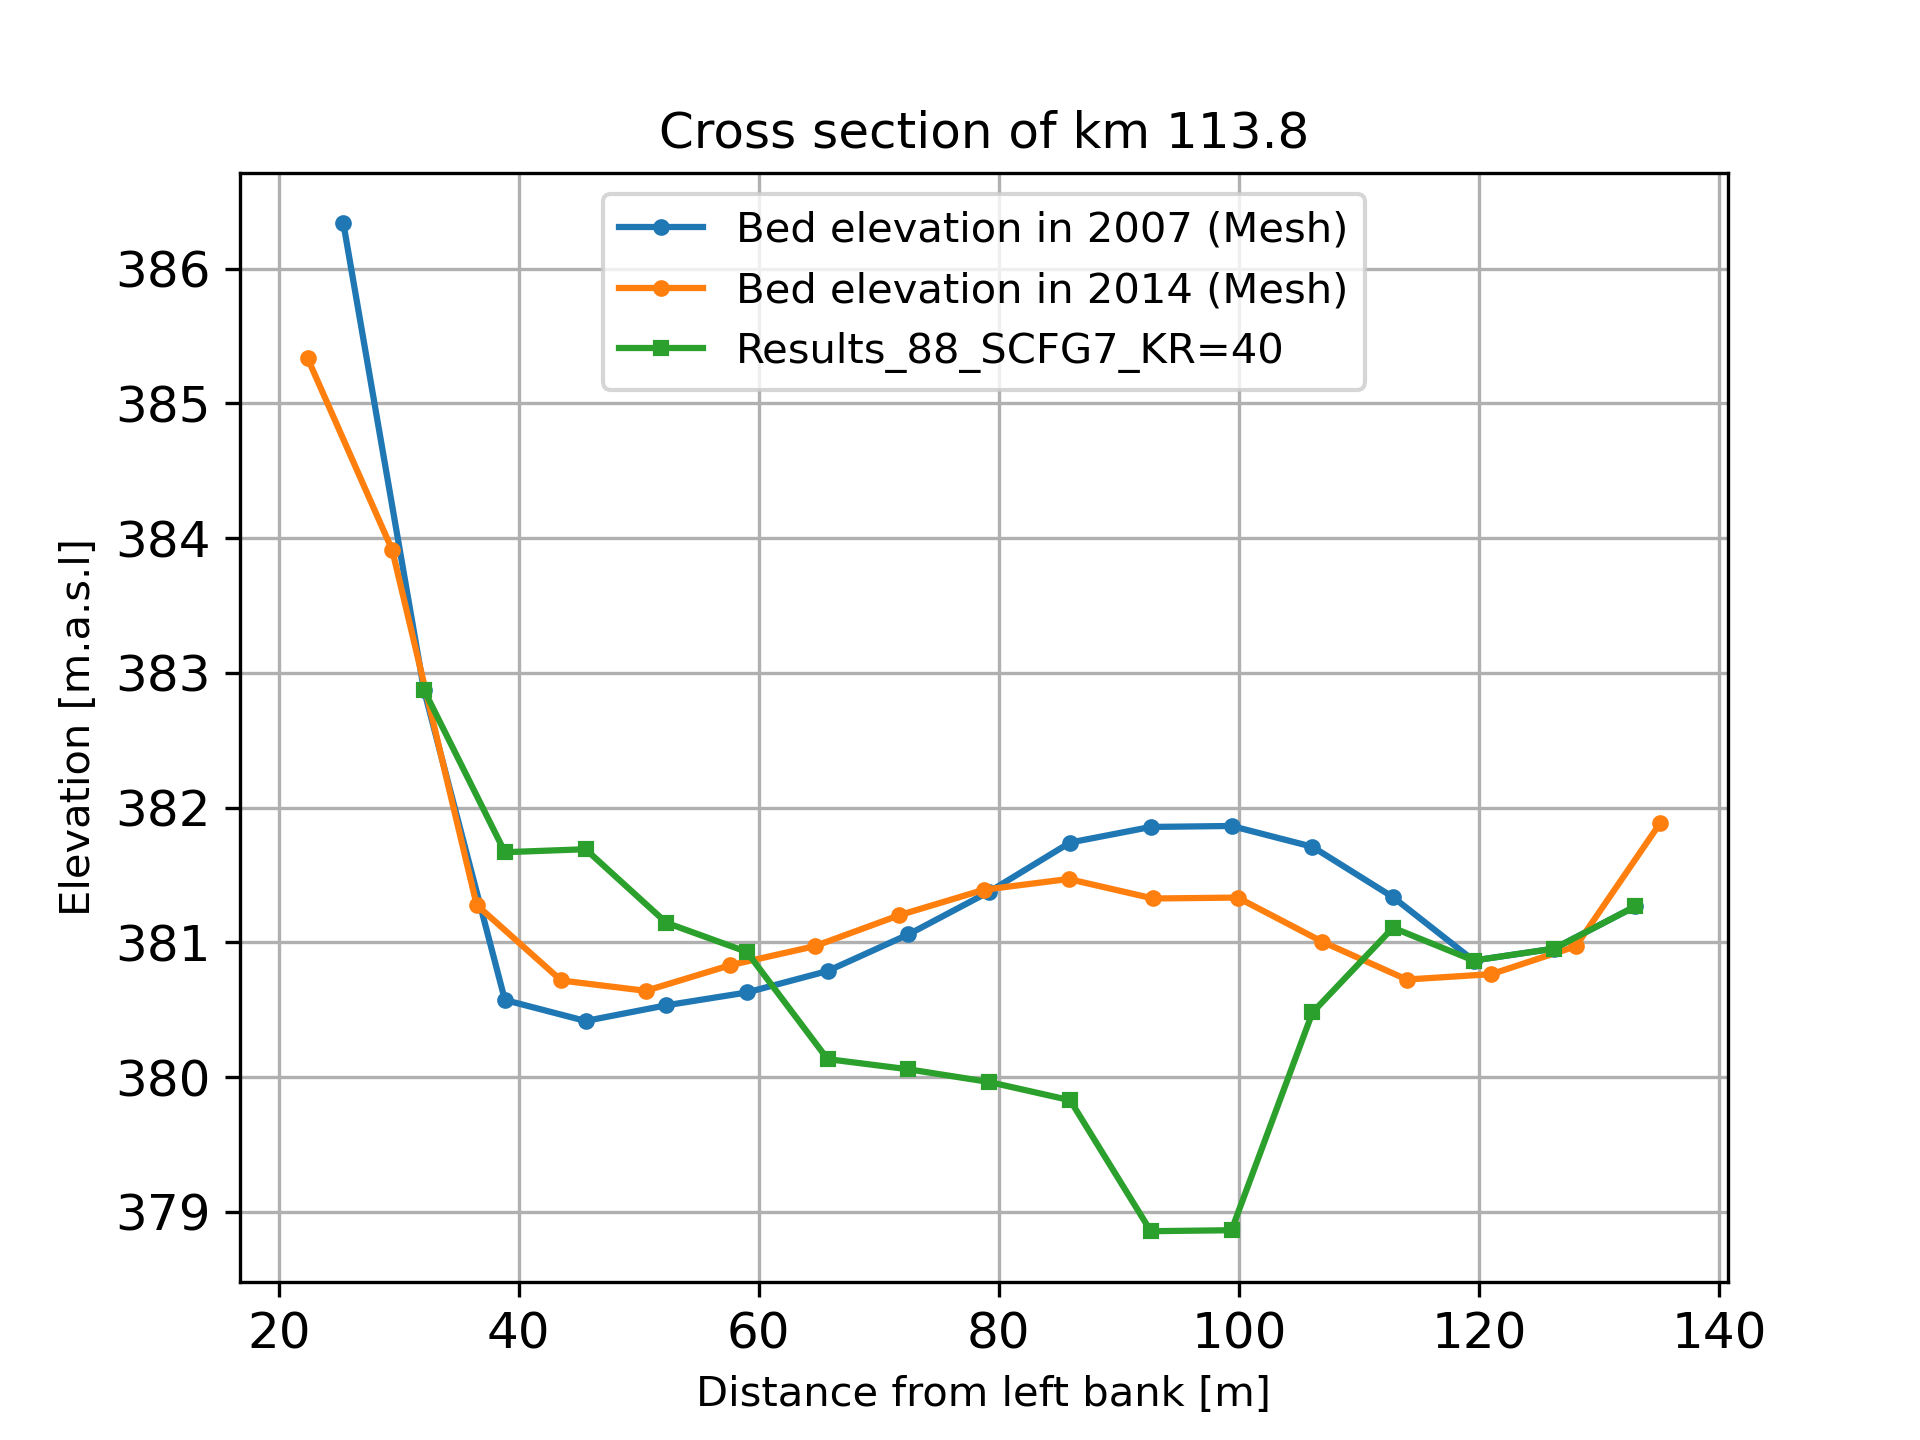 Cross section of km 113.8
Bed elevation in 2007 (Mesh)
Bed elevation in 2014 (Mesh)
Results_88_SCFG7_KR=40
386
385
384
383
382
381
380
379
Elevation [m.a.s.l]
20 40 60 80 100 120 140
Distance from left bank [m]